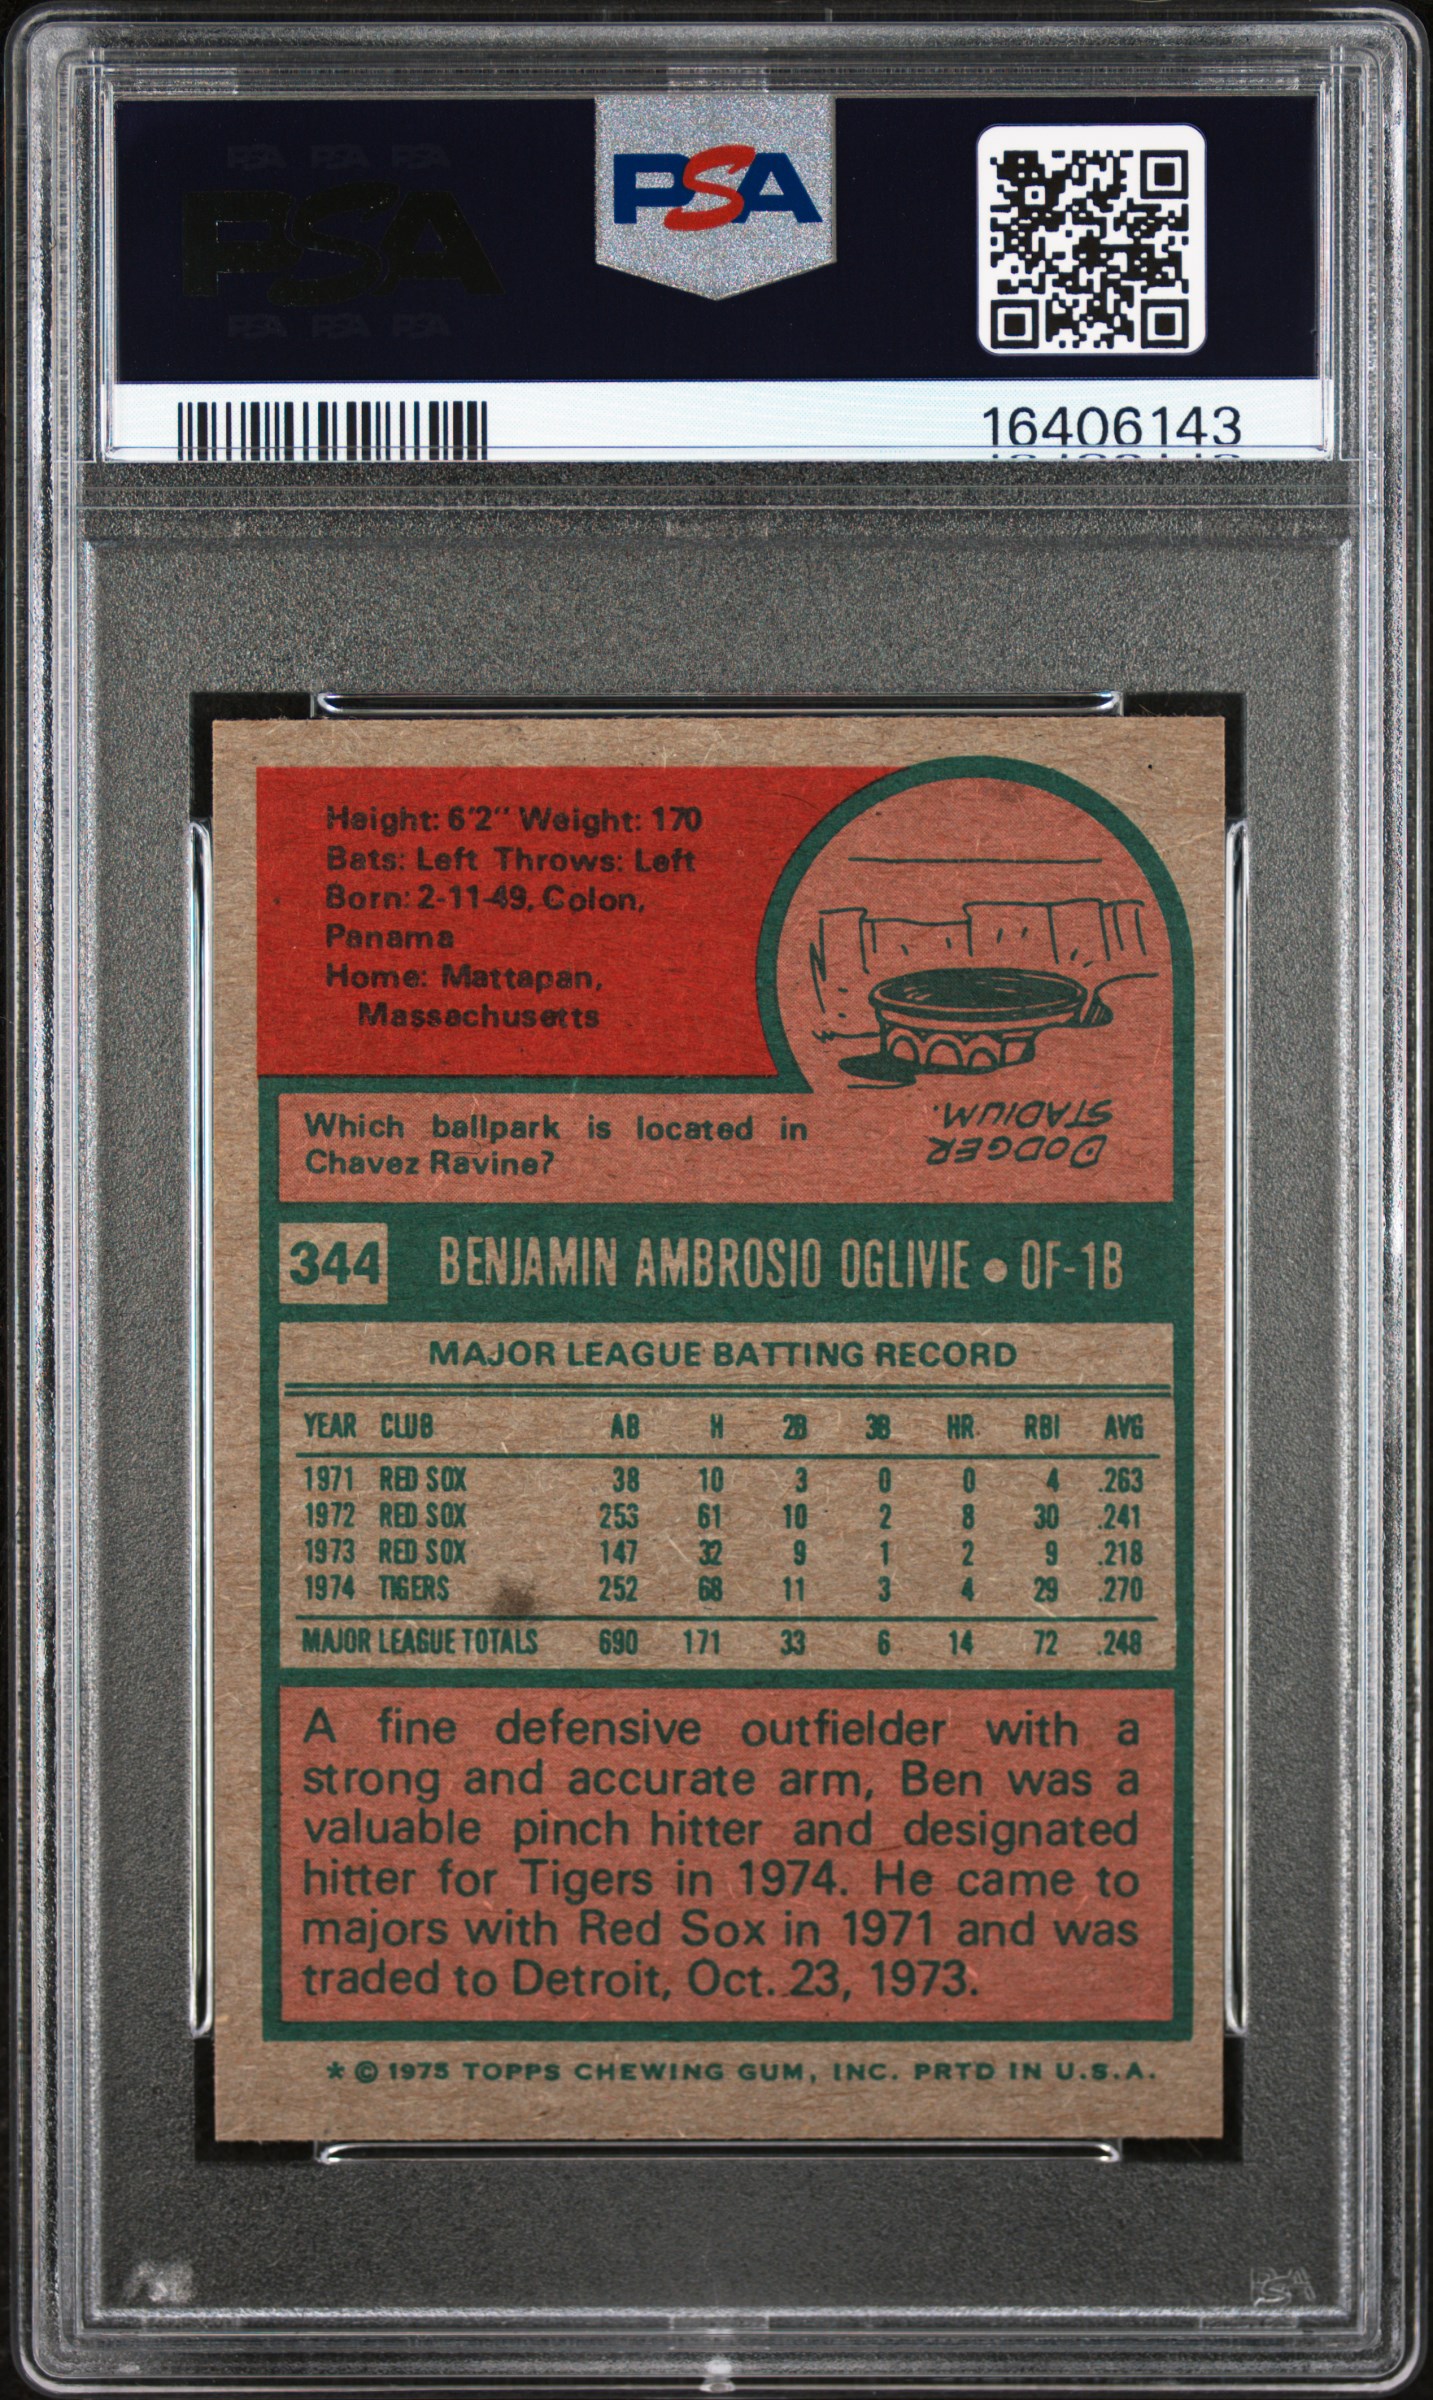 PSA PSA PSA
PSA
PSA PSA PSA
PSA
16406143
Height: 6'2" Weight: 170
Bats: Left Throws: Left
Born: 2-11-49, Colon,
Panama
Home: Mattapan,
Massachusetts
Which ballpark is located in
Chavez Ravine?
DODGER
STADIUM.
344 BENJAMIN AMBROSIO OGLIVIE • OF-1B
MAJOR LEAGUE BATTING RECORD
YEAR CLUB AB H 2B 3B HR RBI AVG
1971 RED SOX 38 10 3 0 0 4 .263
1972 RED SOX 253 61 10 2 8 30 .241
1973 RED SOX 147 32 9 1 2 9 .218
1974 TIGERS 252 68 11 3 4 29 .270
MAJOR LEAGUE TOTALS 690 171 33 6 14 72 .248
A fine defensive outfielder with a
strong and accurate arm, Ben was a
valuable pinch hitter and designated
hitter for Tigers in 1974. He came to
majors with Red Sox in 1971 and was
traded to Detroit, Oct. 23, 1973.
* © 1975 TOPPS CHEWING GUM, INC. PRTD IN U.S.A.
PSA